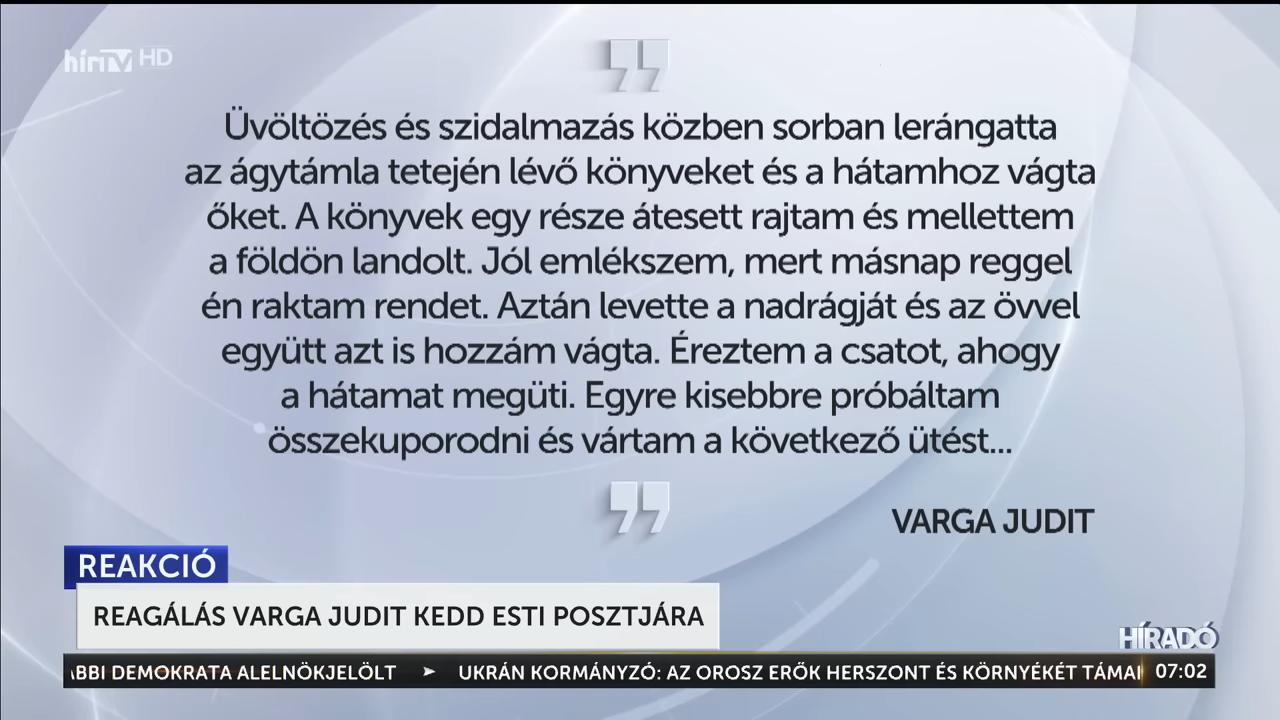 hírTV HD
Üvöltözés és szidalmazás közben sorban lerángatta
az ágytámla tetején lévő könyveket és a hátamhoz vágta
őket. A könyvek egy része átesett rajtam és mellettem
a földön landolt. Jól emlékszem, mert másnap reggel
én raktam rendet. Aztán levette a nadrágját és az övvel
együtt azt is hozzám vágta. Éreztem a csatot, ahogy
a hátamat megüti. Egyre kisebbre próbáltam
összekuporodni és vártam a következő ütést...
VARGA JUDIT
REAKCIÓ
REAGÁLÁS VARGA JUDIT KEDD ESTI POSZTJÁRA
HÍRADÓ
ABBI DEMOKRATA ALELNÖKJELÖLT ➤ UKRÁN KORMÁNYZÓ: AZ OROSZ ERŐK HERSZONT ÉS KÖRNYÉKÉT TÁMA 07:02